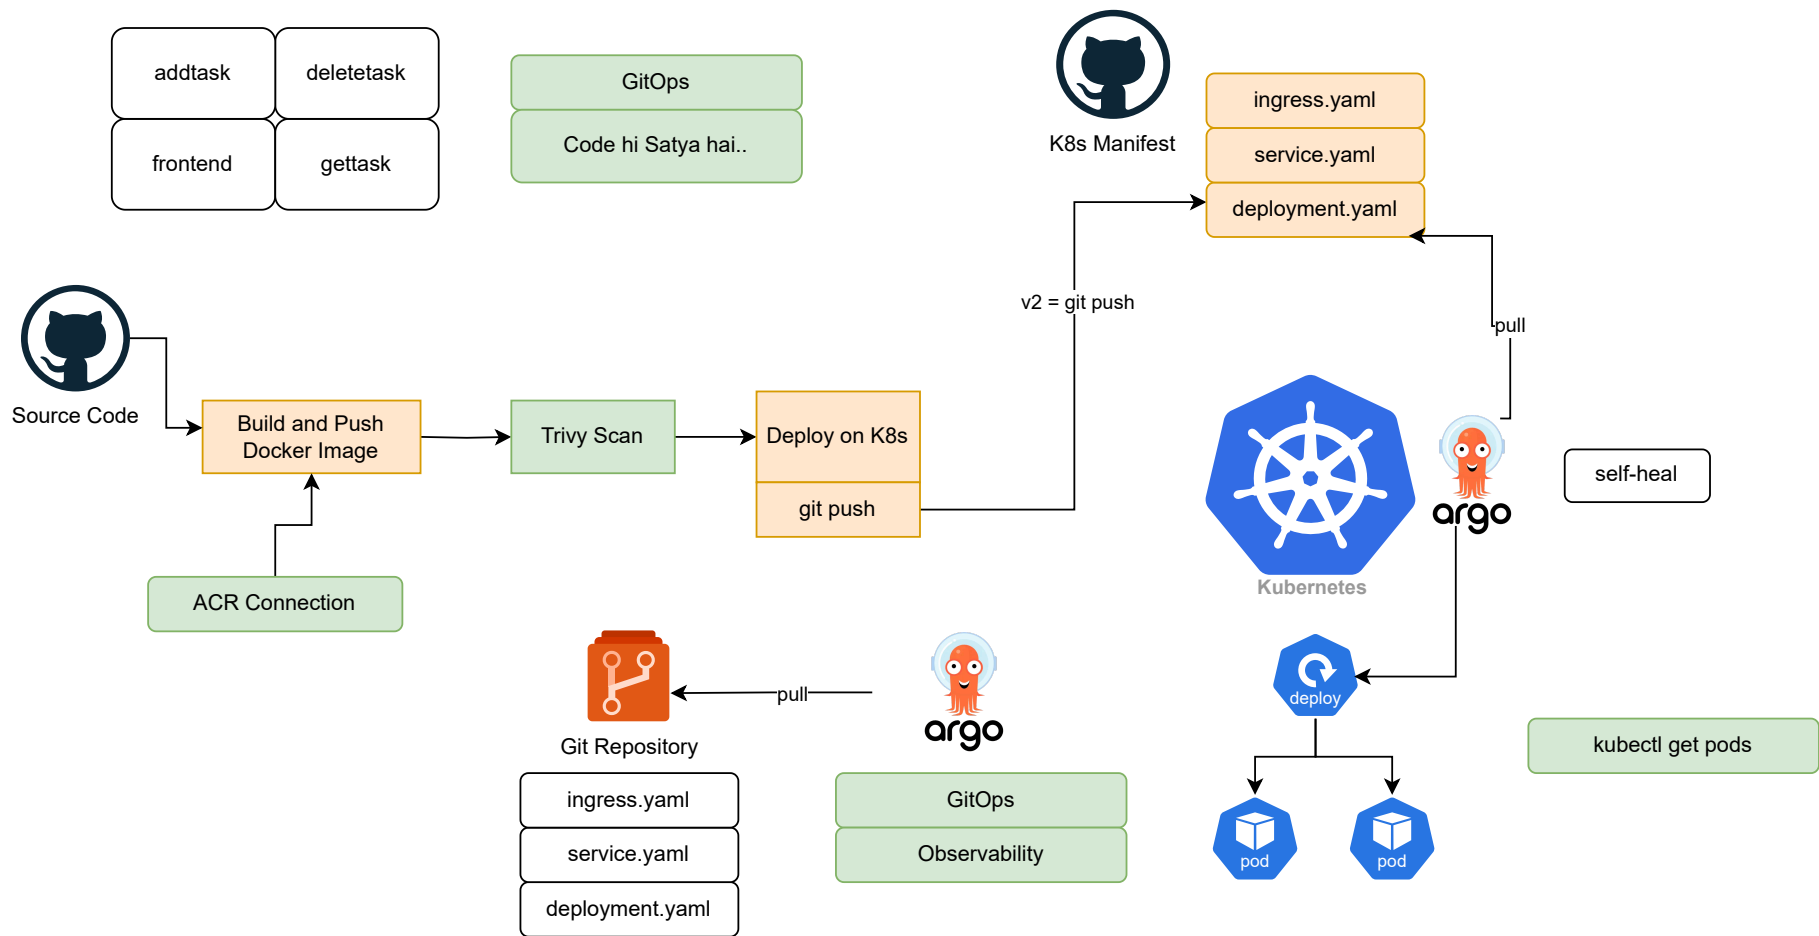 addtask
deletetask
frontend
gettask
GitOps
Code hi Satya hai..
K8s Manifest
ingress.yaml
service.yaml
deployment.yaml
v2 = git push
pull
Source Code
Build and Push
Docker Image
Trivy Scan
Deploy on K8s
git push
ACR Connection
Kubernetes
argo
self-heal
Git Repository
pull
argo
ingress.yaml
service.yaml
deployment.yaml
GitOps
Observability
deploy
pod
pod
kubectl get pods